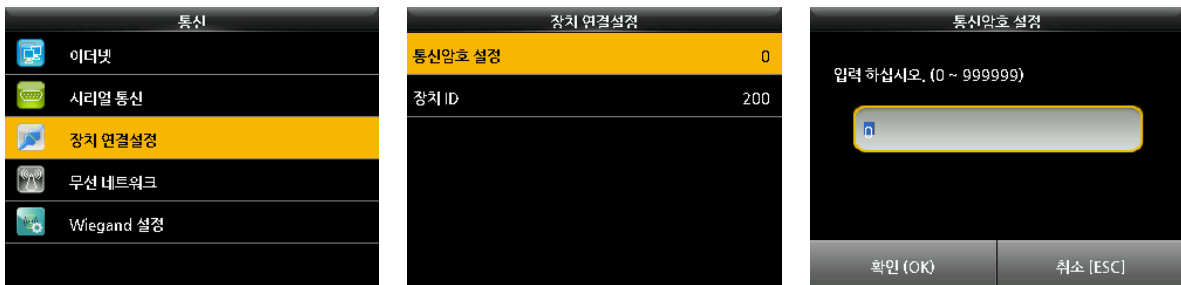 통신
이더넷
시리얼 통신
장치 연결설정
무선 네트워크
Wiegand 설정
장치 연결설정
통신암호 설정 0
장치 ID 200
통신암호 설정
입력 하십시오. (0 ~ 999999)
0
확인 (OK) 취소 [ESC]